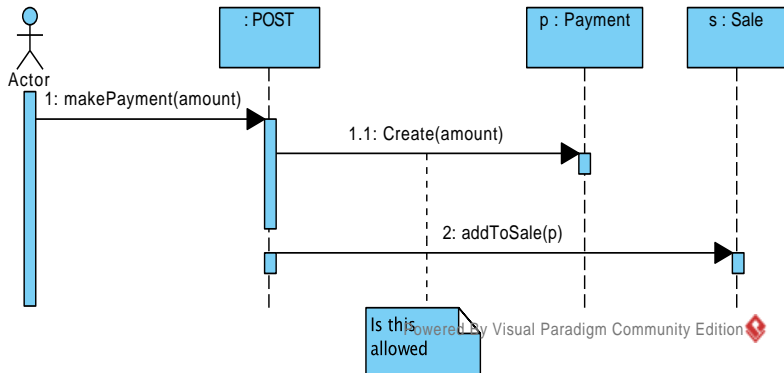 : POST
p : Payment
s : Sale
Actor
1: makePayment(amount)
1.1: Create(amount)
2: addToSale(p)
Is this
allowed
Powered By Visual Paradigm Community Edition